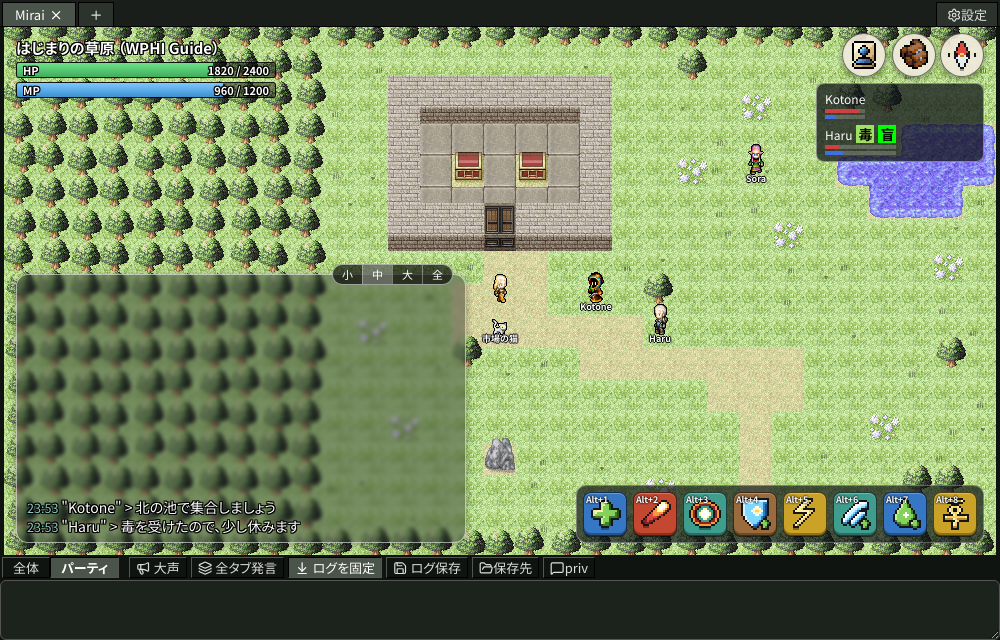 Mirai
設定
はじまりの草原 (WPHI Guide)
HP 1820 / 2400
MP 960 / 1200
Kotone
Haru 毒 盲
Sora
小 中 大 全
Kotone
市場の猫
Haru
23:53 "Kotone" > 北の池で集合しましょう
23:53 "Haru" > 毒を受けたので、少し休みます
Alt+1 Alt+2 Alt+3 Alt+4 Alt+5 Alt+6 Alt+7 Alt+8
全体 パーティ 大声 全タブ発言 ログを固定 ログ保存 保存先 priv